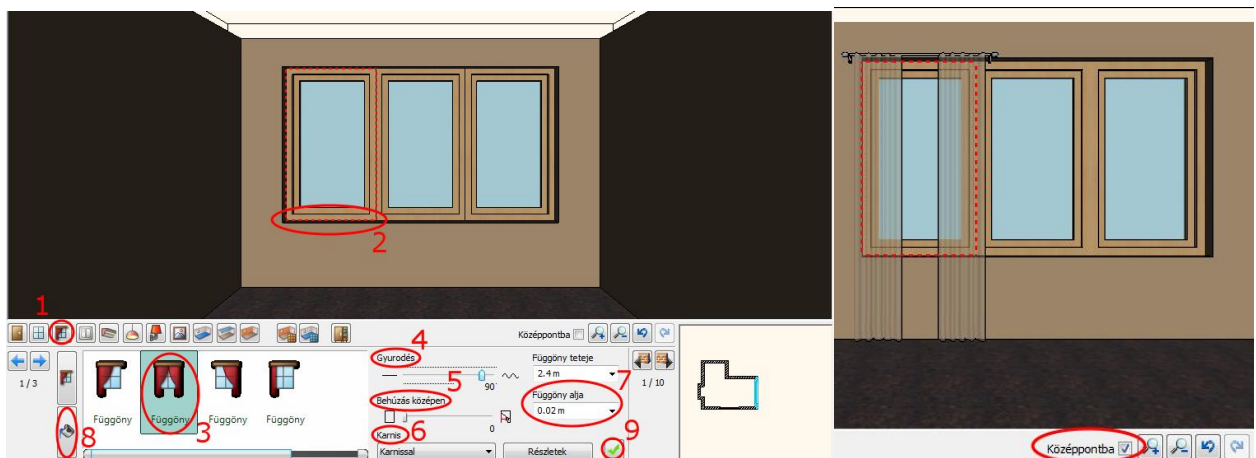 2
1
Középpontba
4
Gyurodés
Függöny teteje
1 / 3
5
90
2.4 m
7
1 / 10
Behúzás középen
Függöny alja
0.02 m
Függöny Függöny Függöny Függöny
3
8
6
0
Karnis
9
Karnissal
Részletek
Középpontba